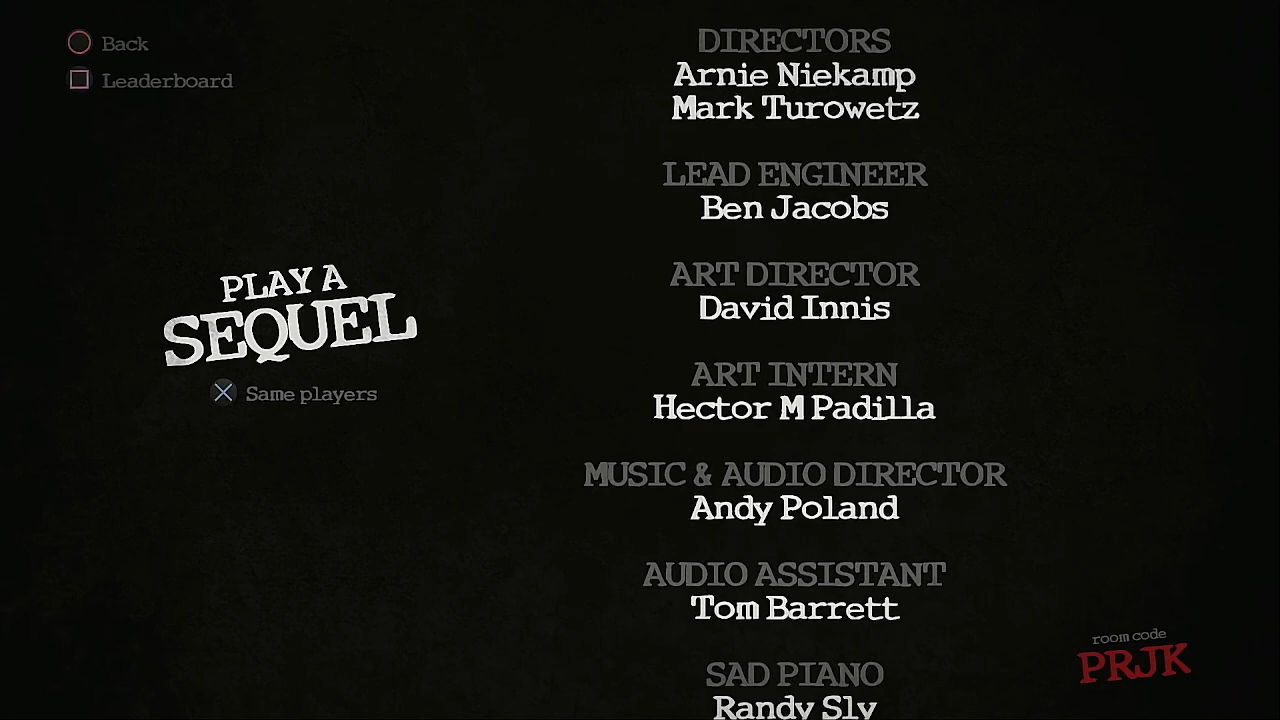 Back
Leaderboard
PLAY A
SEQUEL
Same players
DIRECTORS
Arnie Niekamp
Mark Turowetz
LEAD ENGINEER
Ben Jacobs
ART DIRECTOR
David Innis
ART INTERN
Hector M Padilla
MUSIC & AUDIO DIRECTOR
Andy Poland
AUDIO ASSISTANT
Tom Barrett
SAD PIANO
Randy Sly
room code
PRJK